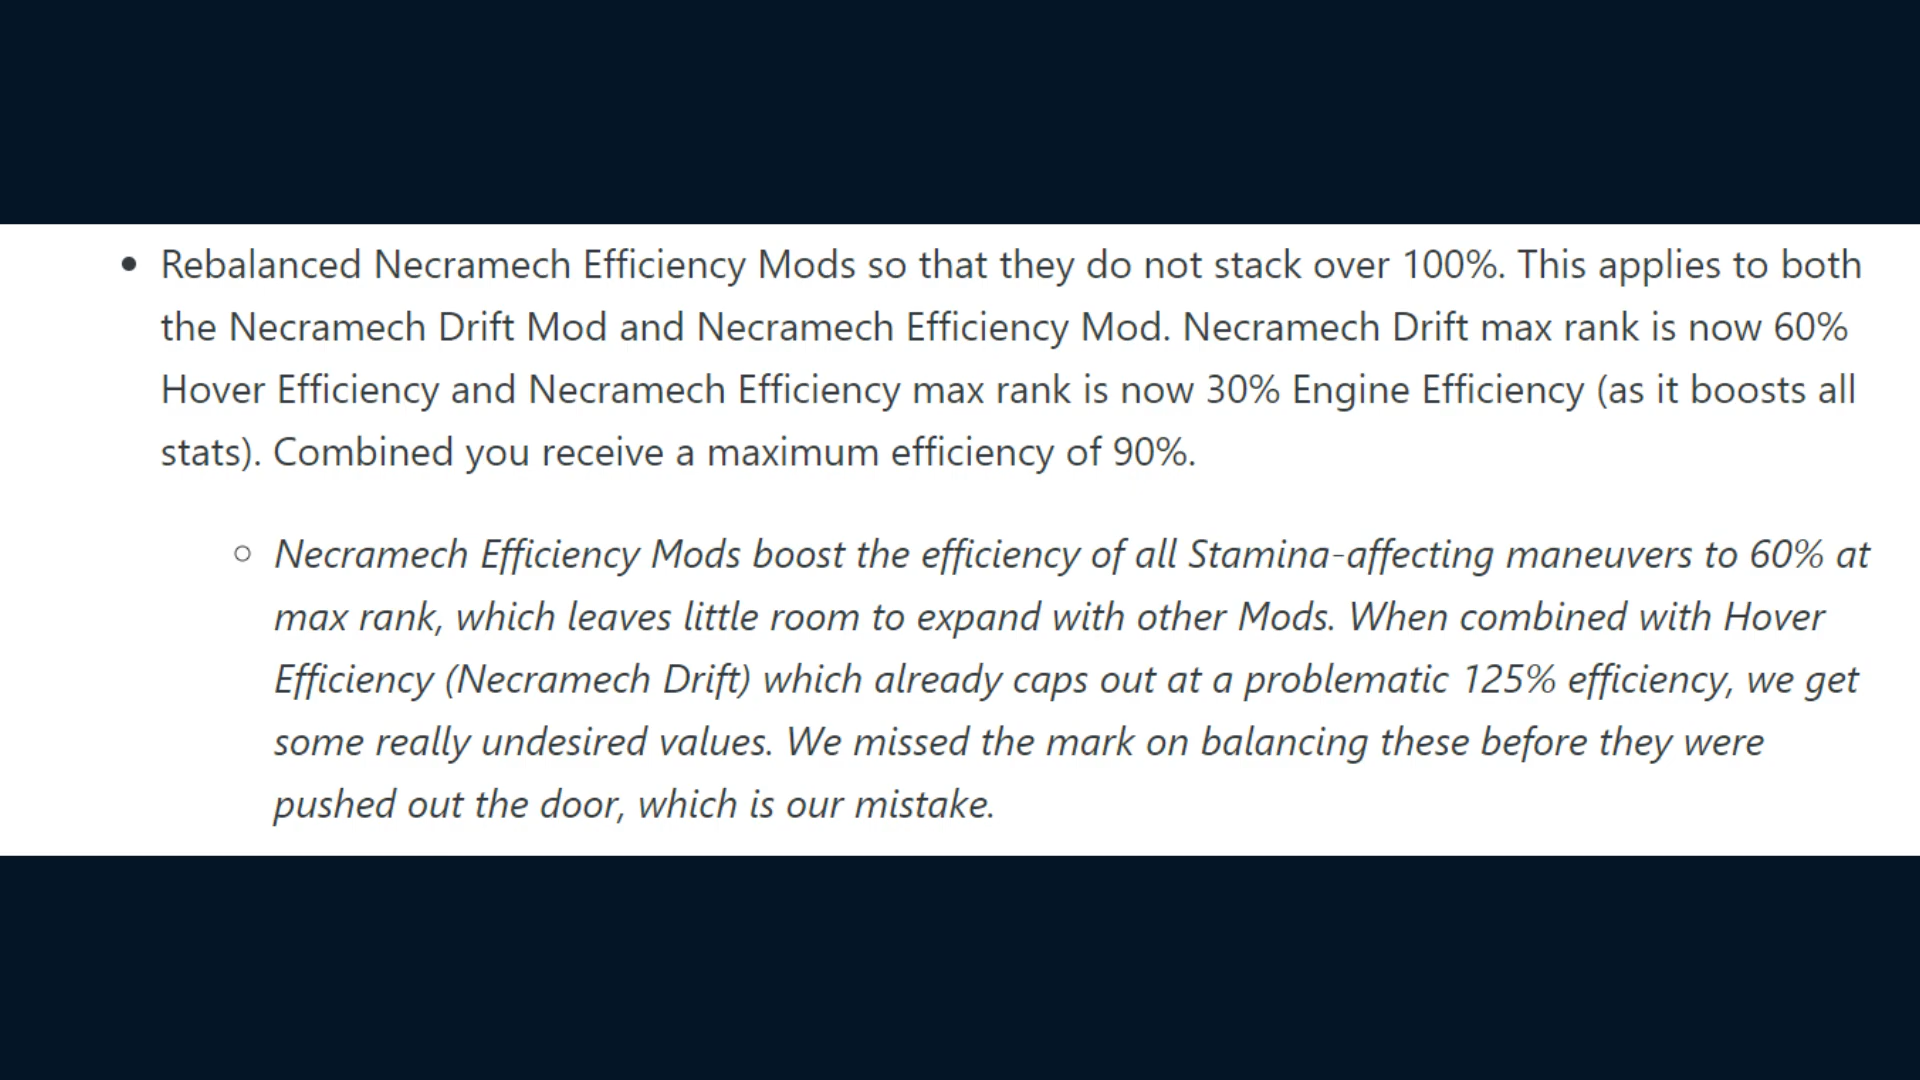 • Rebalanced Necramech Efficiency Mods so that they do not stack over 100%. This applies to both
the Necramech Drift Mod and Necramech Efficiency Mod. Necramech Drift max rank is now 60%
Hover Efficiency and Necramech Efficiency max rank is now 30% Engine Efficiency (as it boosts all
stats). Combined you receive a maximum efficiency of 90%.
○ Necramech Efficiency Mods boost the efficiency of all Stamina-affecting maneuvers to 60% at
max rank, which leaves little room to expand with other Mods. When combined with Hover
Efficiency (Necramech Drift) which already caps out at a problematic 125% efficiency, we get
some really undesired values. We missed the mark on balancing these before they were
pushed out the door, which is our mistake.